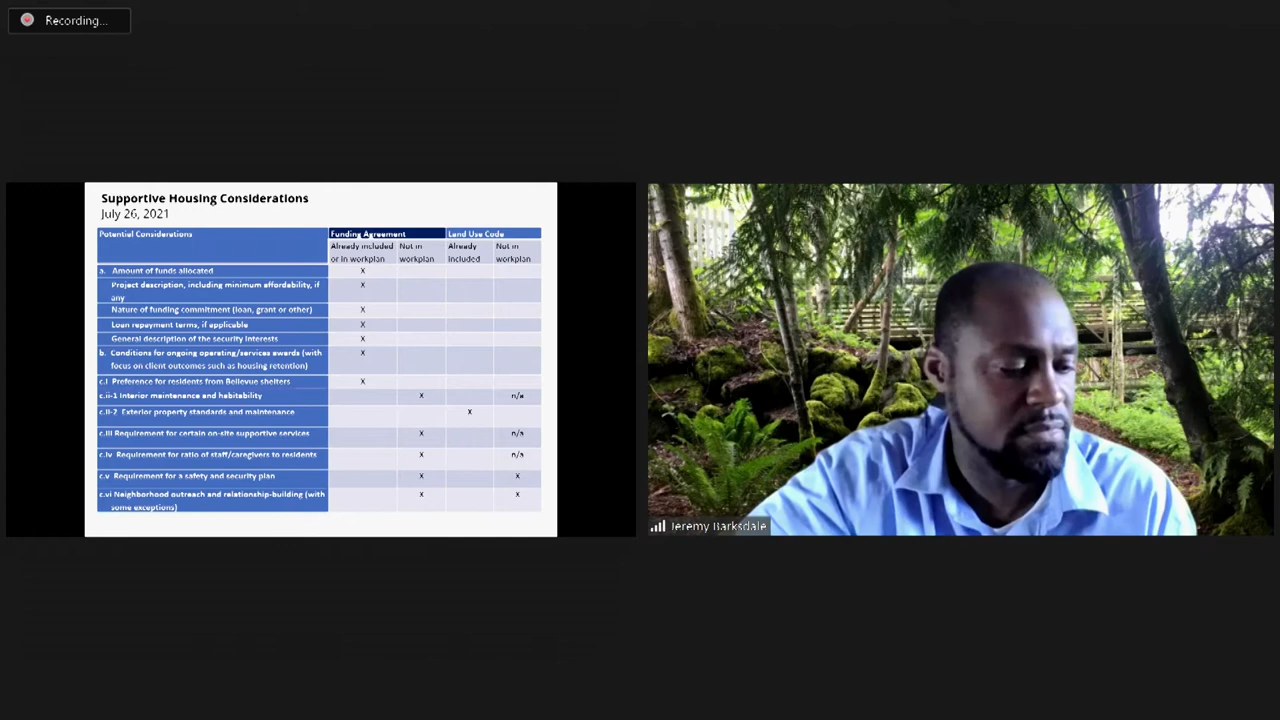 Recording...
Supportive Housing Considerations
July 26, 2021
Potential Considerations Funding Agreement Land Use Code
Already included Not in Already Not in
or in workplan workplan included workplan
a. Amount of funds allocated X
Project description, including minimum affordability, if X
any
Nature of funding commitment (loan, grant or other) X
Loan repayment terms, if applicable X
General description of the security interests X
b. Conditions for ongoing operating/services awards (with X
focus on client outcomes such as housing retention)
c.i Preference for residents from Bellevue shelters X
c.ii-1 Interior maintenance and habitability X n/a
c.ii-2 Exterior property standards and maintenance X
c.iii Requirement for certain on-site supportive services X n/a
c.iv Requirement for ratio of staff/caregivers to residents X n/a
c.v Requirement for a safety and security plan X X
c.vi Neighborhood outreach and relationship-building (with X X
some exceptions)
Jeremy Barksdale